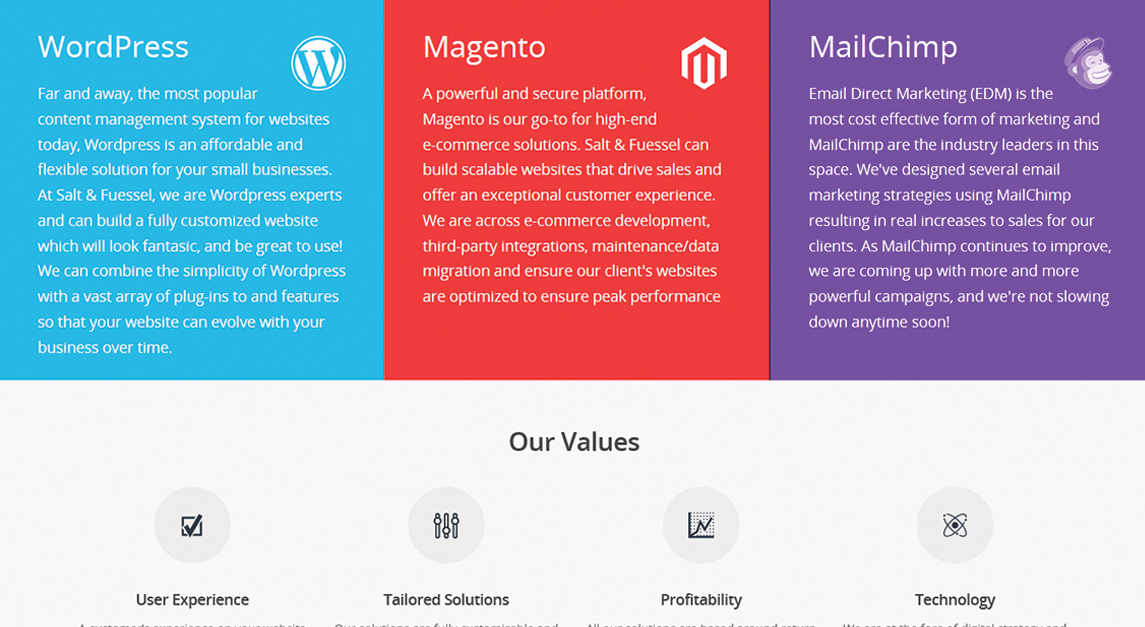 WordPress
Far and away, the most popular
content management system for websites
today, Wordpress is an affordable and
flexible solution for your small businesses.
At Salt & Fuessel, we are Wordpress experts
and can build a fully customized website
which will look fantasic, and be great to use!
We can combine the simplicity of Wordpress
with a vast array of plug-ins to and features
so that your website can evolve with your
business over time.
Magento
A powerful and secure platform,
Magento is our go-to for high-end
e-commerce solutions. Salt & Fuessel can
build scalable websites that drive sales and
offer an exceptional customer experience.
We are across e-commerce development,
third-party integrations, maintenance/data
migration and ensure our client's websites
are optimized to ensure peak performance
MailChimp
Email Direct Marketing (EDM) is the
most cost effective form of marketing and
MailChimp are the industry leaders in this
space. We've designed several email
marketing strategies using MailChimp
resulting in real increases to sales for our
clients. As MailChimp continues to improve,
we are coming up with more and more
powerful campaigns, and we're not slowing
down anytime soon!
Our Values
User Experience
Tailored Solutions
Profitability
Technology